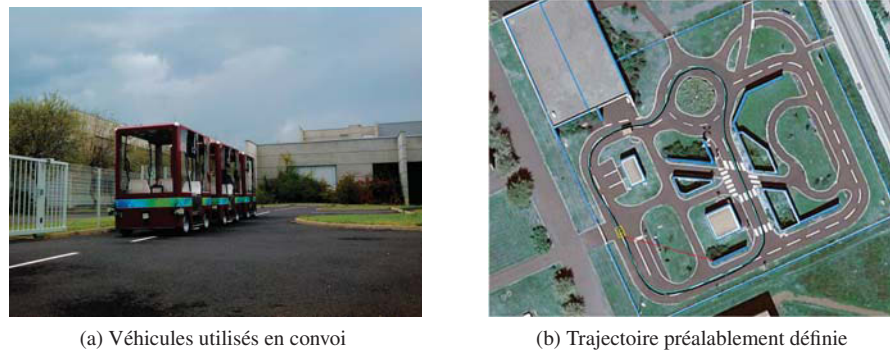 (a) Véhicules utilisés en convoi
(b) Trajectoire préalablement définie